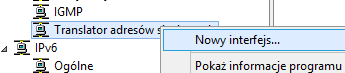 IGMP
Translator adresów
Nowy interfejs...
IPv6
Ogólne
Pokaż informacje programu